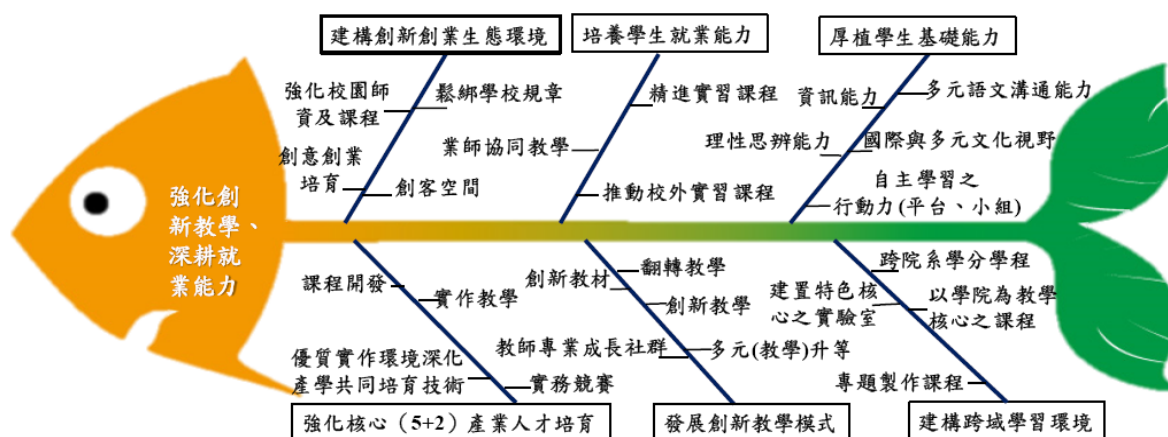 建構創新創業生態環境
培養學生就業能力
厚植學生基礎能力
強化校園師
資及課程
鬆綁學校規章
創意創業
培育
創客空間
精進實習課程
業師協同教學
推動校外實習課程
資訊能力
多元語文溝通能力
理性思辨能力
國際與多元文化視野
自主學習之
行動力(平台、小組)
強化創
新教學、
深耕就
業能力
課程開發
實作教學
優質實作環境深化
產學共同培育技術
實務競賽
創新教材
翻轉教學
創新教學
教師專業成長社群
多元(教學)升等
跨院系學分學程
建置特色核
心之實驗室
以學院為教學
核心之課程
專題製作課程
強化核心（5+2）產業人才培育
發展創新教學模式
建構跨域學習環境